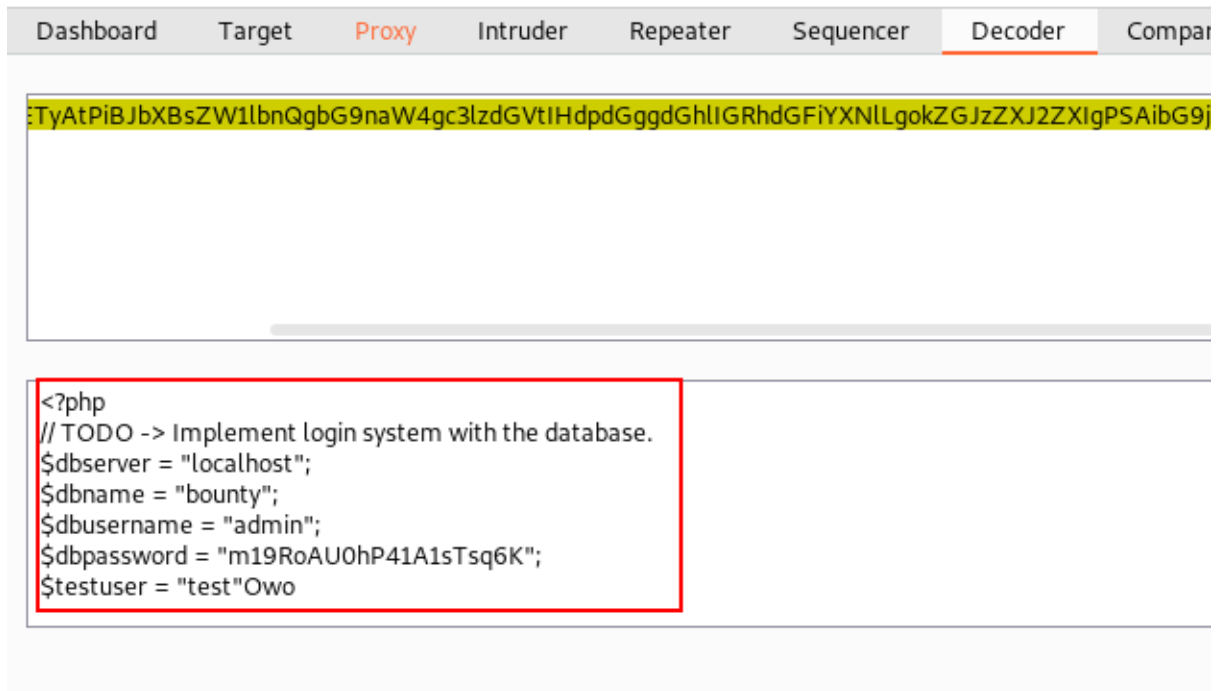 Dashboard Target Proxy Intruder Repeater Sequencer Decoder Compar
ETyAtPiBJbXBsZW1lbnQgbG9naW4gc3lzdGVtIHdpdGggdGhlIGRhdGFiYXNlLgokZGJzZXJ2ZXIgPSAibG9j
<?php
// TODO -> Implement login system with the database.
$dbserver = "localhost";
$dbname = "bounty";
$dbusername = "admin";
$dbpassword = "m19RoAU0hP41A1sTsq6K";
$testuser = "test"Owo